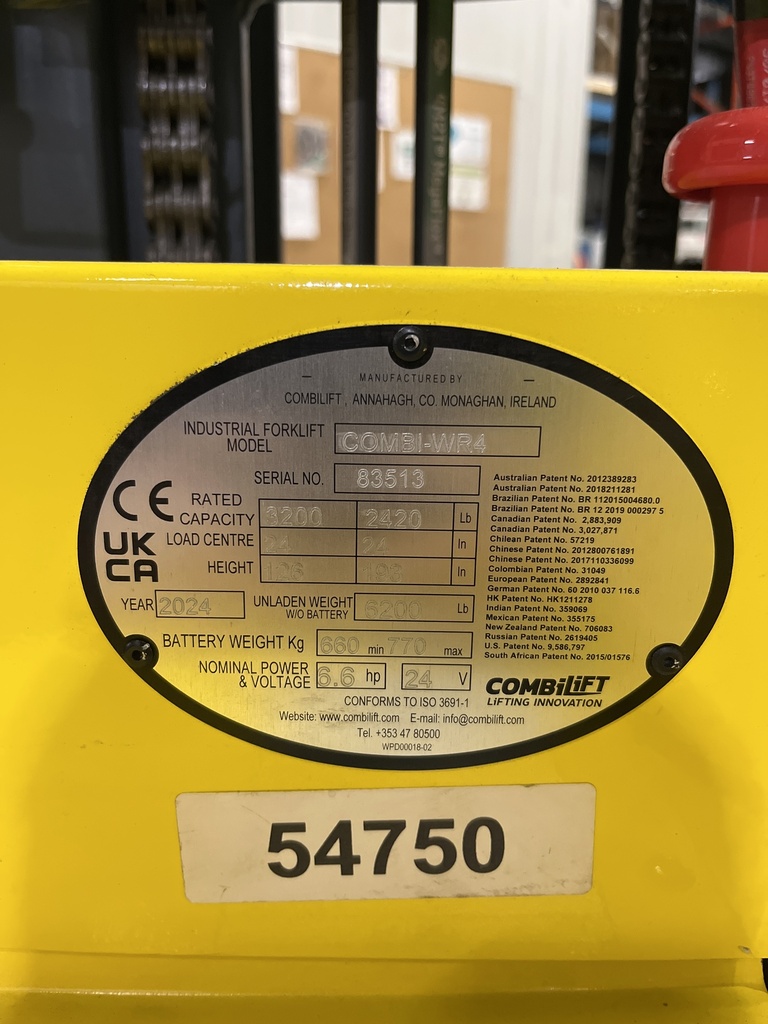 MANUFACTURED BY
COMBILIFT , ANNAHAGH, CO. MONAGHAN, IRELAND
INDUSTRIAL FORKLIFT MODEL COMBI-WR4
SERIAL NO. 83513
CE
UK
CA
RATED CAPACITY 3200 2420 Lb
LOAD CENTRE 24 24 In
HEIGHT In
YEAR 2024 UNLADEN WEIGHT W/O BATTERY 6200 Lb
BATTERY WEIGHT Kg 660 min 770 max
NOMINAL POWER & VOLTAGE 6.6 hp 24 V
CONFORMS TO ISO 3691-1
Website: www.combilift.com E-mail: info@combilift.com
Tel. +353 47 80500
WPD00018-02
Australian Patent No. 2012389283
Australian Patent No. 2018211281
Brazilian Patent No. BR 112015004680.0
Brazilian Patent No. BR 12 2019 000297 5
Canadian Patent No. 2,883,909
Canadian Patent No. 3,027,871
Chilean Patent No. 57219
Chinese Patent No. 2012800761891
Chinese Patent No. 2017110336099
Colombian Patent No. 31049
European Patent No. 2892841
German Patent No. 60 2010 037 116.6
HK Patent No. HK1211278
Indian Patent No. 359069
Mexican Patent No. 355175
New Zealand Patent No. 706083
Russian Patent No. 2619405
U.S. Patent No. 9,586,797
South African Patent No. 2015/01576
COMBiLiFT
LIFTING INNOVATION
54750